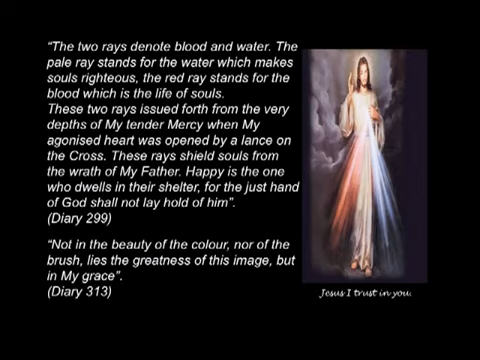 “The two rays denote blood and water. The
pale ray stands for the water which makes
souls righteous, the red ray stands for the
blood which is the life of souls.
These two rays issued forth from the very
depths of My tender Mercy when My
agonised heart was opened by a lance on
the Cross. These rays shield souls from
the wrath of My Father. Happy is the one
who dwells in their shelter, for the just hand
of God shall not lay hold of him”.
(Diary 299)
“Not in the beauty of the colour, nor of the
brush, lies the greatness of this image, but
in My grace”.
(Diary 313)
Jesus I trust in you.